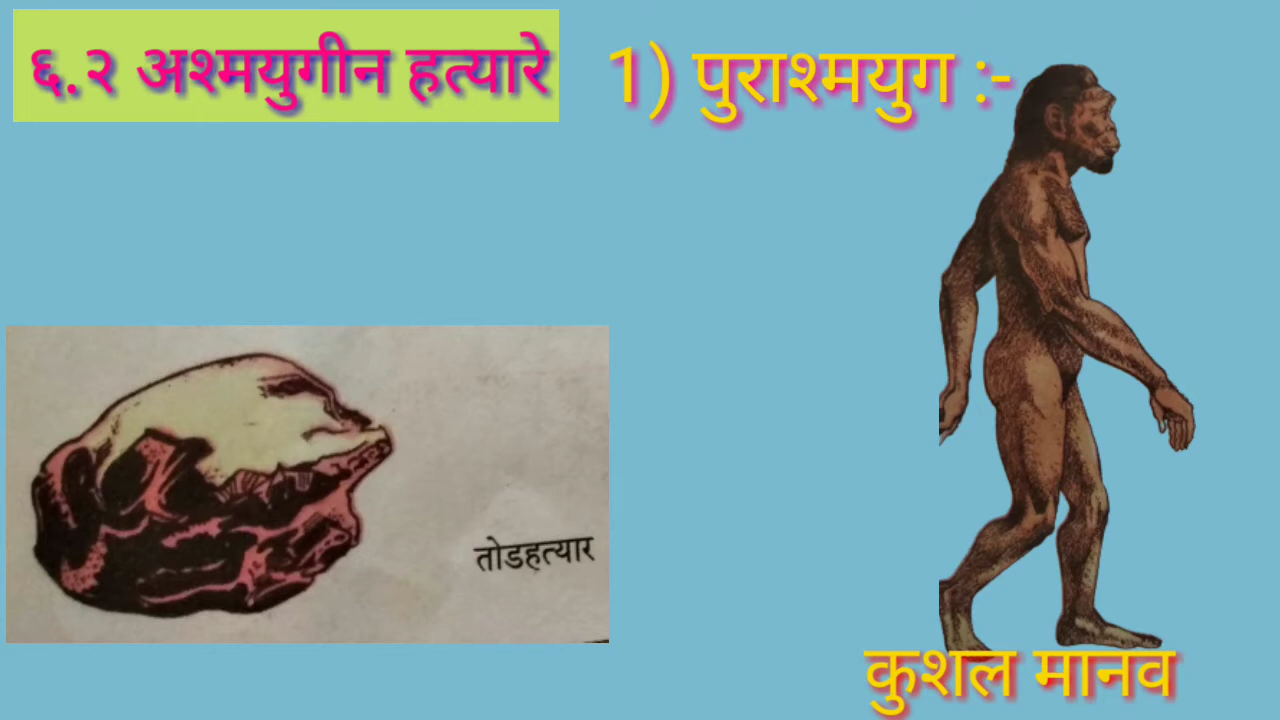 ६.२ अश्मयुगीन हत्यारे
1) पुराश्मयुग :-
तोडहत्यार
कुशल मानव